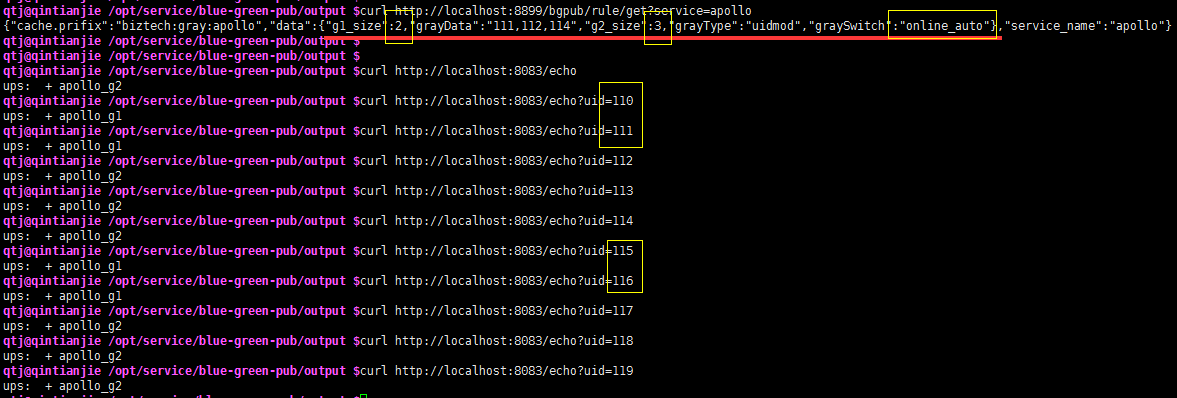 qtj@qintianjie /opt/service/blue-green-pub/output $curl http://localhost:8899/bgpub/rule/get?service=apollo
{"cache.prifix":"biztech:gray:apollo","data":{"g1_size":2,"grayData":"111,112,114","g2_size":3,"grayType":"uidmod","graySwitch":"online_auto"},"service_name":"apollo"}
qtj@qintianjie /opt/service/blue-green-pub/output $
qtj@qintianjie /opt/service/blue-green-pub/output $
qtj@qintianjie /opt/service/blue-green-pub/output $curl http://localhost:8083/echo
ups:  + apollo_g2
qtj@qintianjie /opt/service/blue-green-pub/output $curl http://localhost:8083/echo?uid=110
ups:  + apollo_g1
qtj@qintianjie /opt/service/blue-green-pub/output $curl http://localhost:8083/echo?uid=111
ups:  + apollo_g1
qtj@qintianjie /opt/service/blue-green-pub/output $curl http://localhost:8083/echo?uid=112
ups:  + apollo_g2
qtj@qintianjie /opt/service/blue-green-pub/output $curl http://localhost:8083/echo?uid=113
ups:  + apollo_g2
qtj@qintianjie /opt/service/blue-green-pub/output $curl http://localhost:8083/echo?uid=114
ups:  + apollo_g2
qtj@qintianjie /opt/service/blue-green-pub/output $curl http://localhost:8083/echo?uid=115
ups:  + apollo_g1
qtj@qintianjie /opt/service/blue-green-pub/output $curl http://localhost:8083/echo?uid=116
ups:  + apollo_g1
qtj@qintianjie /opt/service/blue-green-pub/output $curl http://localhost:8083/echo?uid=117
ups:  + apollo_g2
qtj@qintianjie /opt/service/blue-green-pub/output $curl http://localhost:8083/echo?uid=118
ups:  + apollo_g2
qtj@qintianjie /opt/service/blue-green-pub/output $curl http://localhost:8083/echo?uid=119
ups:  + apollo_g2
qtj@qintianjie /opt/service/blue-green-pub/output $